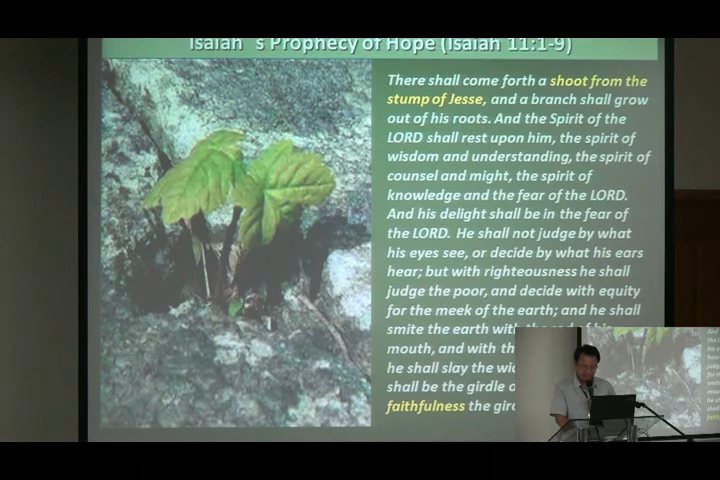 Isaiah's Prophecy of Hope (Isaiah 11:1-9)
There shall come forth a shoot from the
stump of Jesse, and a branch shall grow
out of his roots. And the Spirit of the
LORD shall rest upon him, the spirit of
wisdom and understanding, the spirit of
counsel and might, the spirit of
knowledge and the fear of the LORD.
And his delight shall be in the fear of
the LORD. He shall not judge by what
his eyes see, or decide by what his ears
hear; but with righteousness he shall
judge the poor, and decide with equity
for the meek of the earth; and he shall
smite the earth with the rod of his
mouth, and with th
he shall slay the wic
shall be the girdle o
faithfulness the gird